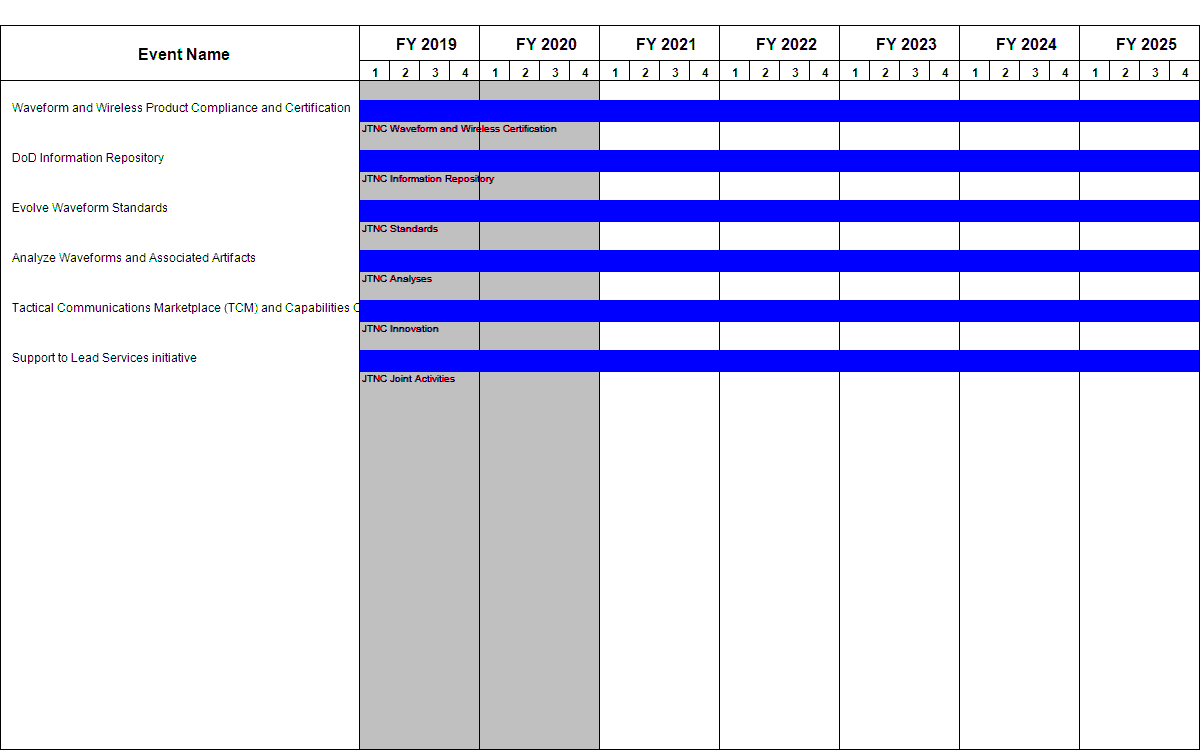 Event Name
FY 2019 FY 2020 FY 2021 FY 2022 FY 2023 FY 2024 FY 2025
1 2 3 4 1 2 3 4 1 2 3 4 1 2 3 4 1 2 3 4 1 2 3 4 1 2 3 4
Waveform and Wireless Product Compliance and Certification
JTNC Waveform and Wireless Certification
DoD Information Repository
JTNC Information Repository
Evolve Waveform Standards
JTNC Standards
Analyze Waveforms and Associated Artifacts
JTNC Analyses
Tactical Communications Marketplace (TCM) and Capabilities
JTNC Innovation
Support to Lead Services initiative
JTNC Joint Activities